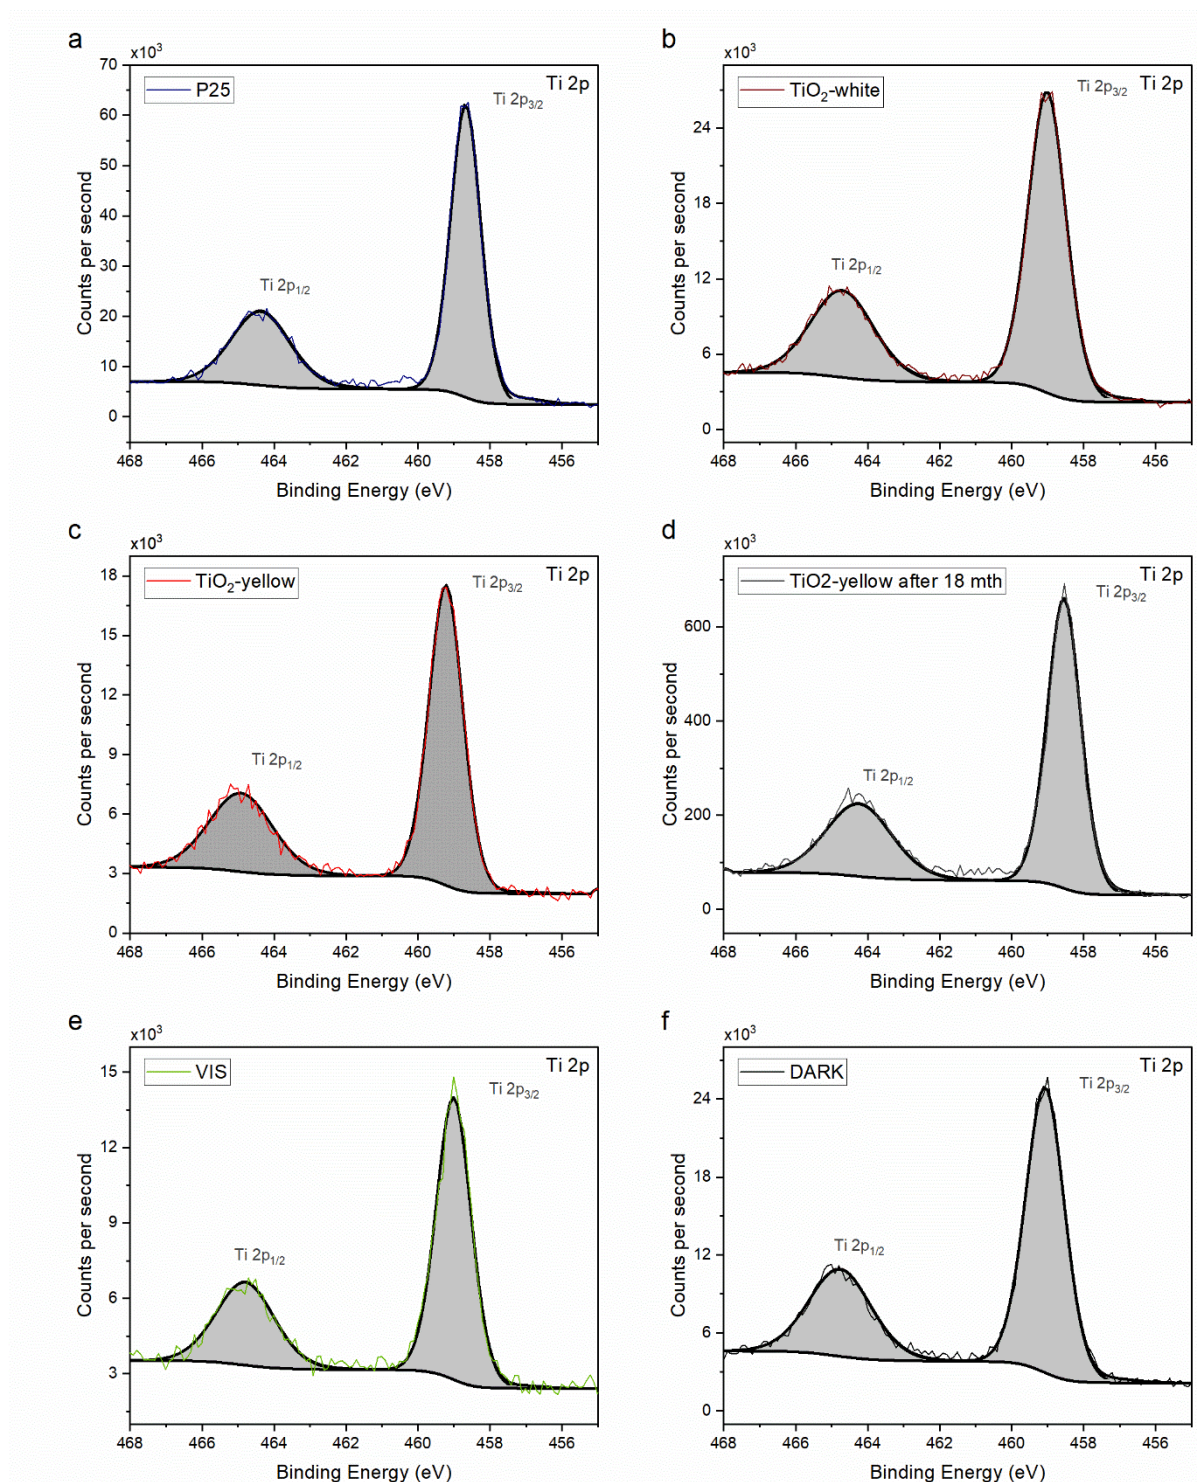 a
x10³
70
60
50
40
30
20
10
0
Counts per second
P25
Ti 2p
Ti 2p3/2
Ti 2p1/2
468 466 464 462 460 458 456
Binding Energy (eV)
b
x10³
24
18
12
6
0
Counts per second
TiO2-white
Ti 2p
Ti 2p3/2
Ti 2p1/2
468 466 464 462 460 458 456
Binding Energy (eV)
c
x10³
18
15
12
9
6
3
0
Counts per second
TiO2-yellow
Ti 2p
Ti 2p3/2
Ti 2p1/2
468 466 464 462 460 458 456
Binding Energy (eV)
d
x10³
600
400
200
0
Counts per second
TiO2-yellow after 18 mth
Ti 2p
Ti 2p3/2
Ti 2p1/2
468 466 464 462 460 458 456
Binding Energy (eV)
e
x10³
15
12
9
6
3
Counts per second
VIS
Ti 2p
Ti 2p3/2
Ti 2p1/2
468 466 464 462 460 458 456
Binding Energy (eV)
f
x10³
24
18
12
6
0
Counts per second
DARK
Ti 2p
Ti 2p3/2
Ti 2p1/2
468 466 464 462 460 458 456
Binding Energy (eV)